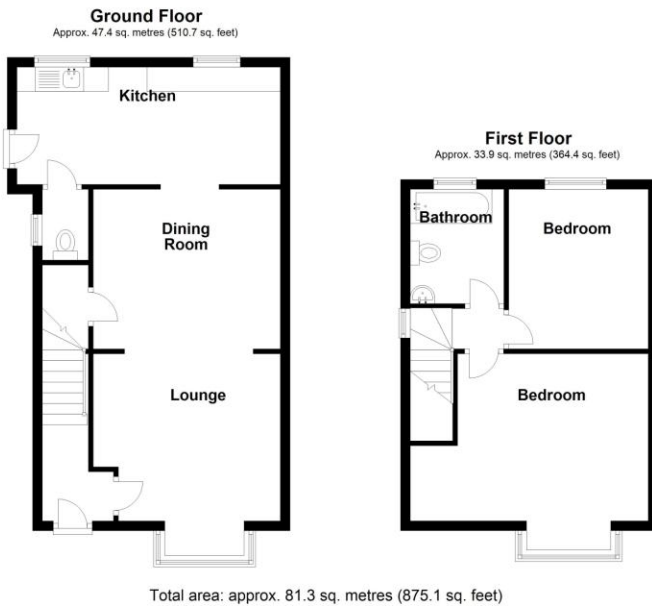 Ground Floor
Approx. 47.4 sq. metres (510.7 sq. feet)
Kitchen
Dining
Room
Lounge
First Floor
Approx. 33.9 sq. metres (364.4 sq. feet)
Bathroom
Bedroom
Bedroom
Total area: approx. 81.3 sq. metres (875.1 sq. feet)